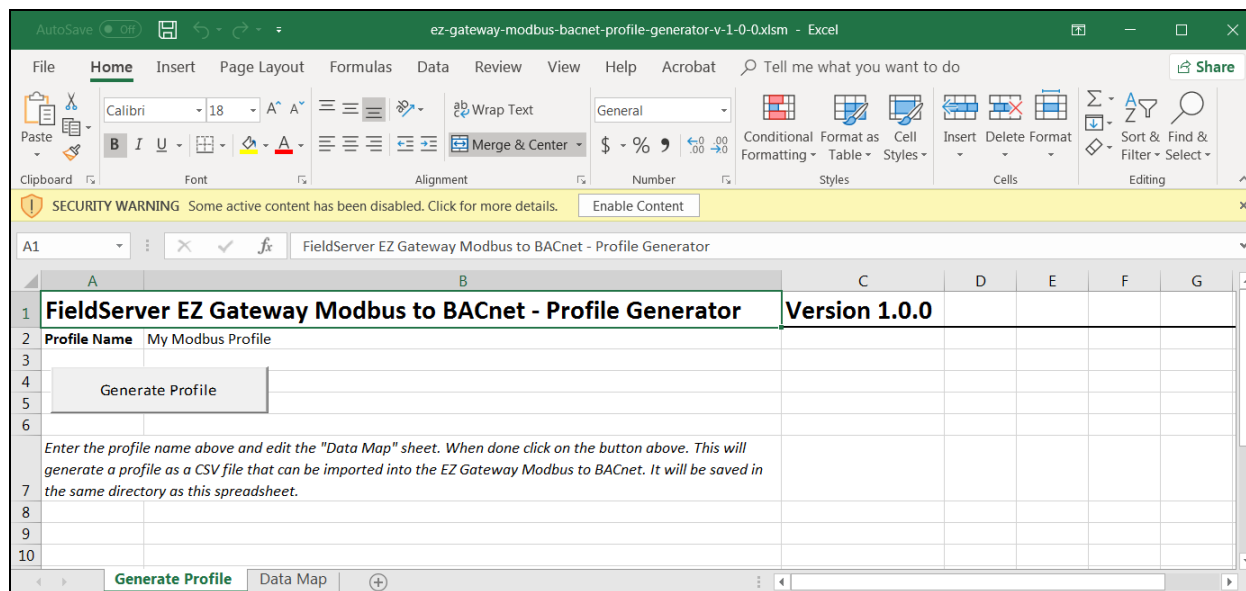 AutoSave Off ez-gateway-modbus-bacnet-profile-generator-v-1-0-0.xlsm - Excel
File Home Insert Page Layout Formulas Data Review View Help Acrobat Tell me what you want to do Share
Paste
Calibri 18 A A Wrap Text General
B I U A Merge & Center $ % 9 .00 .00 →0
Conditional Formatting
Format as Table
Cell Styles
Insert Delete Format
Sort & Filter
Find & Select
Clipboard Font Alignment Number Styles Cells Editing
SECURITY WARNING Some active content has been disabled. Click for more details. Enable Content
A1 fx FieldServer EZ Gateway Modbus to BACnet - Profile Generator
A B C D E F G
1 FieldServer EZ Gateway Modbus to BACnet - Profile Generator Version 1.0.0
2 Profile Name My Modbus Profile
3
4
Generate Profile
5
6
Enter the profile name above and edit the "Data Map" sheet. When done click on the button above. This will
generate a profile as a CSV file that can be imported into the EZ Gateway Modbus to BACnet. It will be saved in
7 the same directory as this spreadsheet.
8
9
10
Generate Profile Data Map